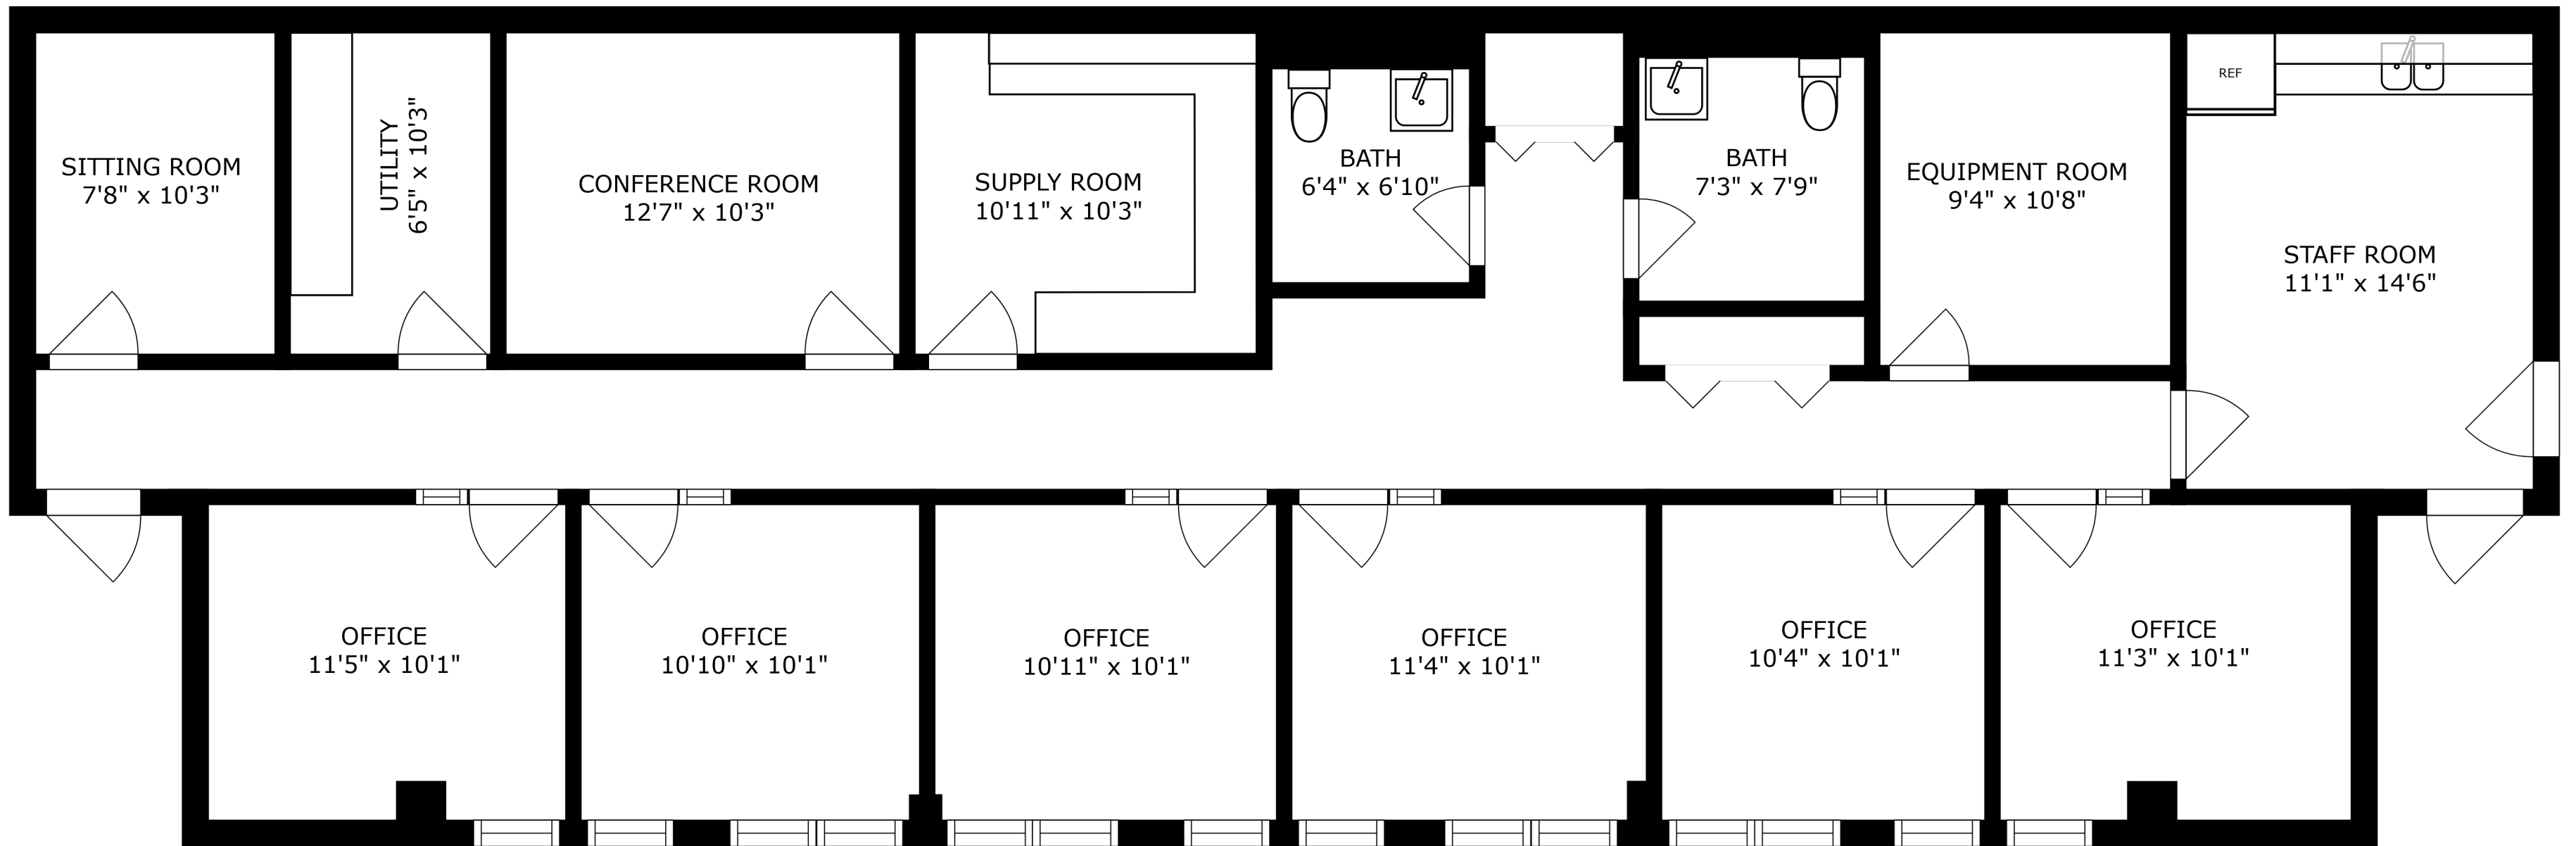 SITTING ROOM
7'8" x 10'3"
UTILITY
6'5" x 10'3"
CONFERENCE ROOM
12'7" x 10'3"
SUPPLY ROOM
10'11" x 10'3"
BATH
6'4" x 6'10"
BATH
7'3" x 7'9"
EQUIPMENT ROOM
9'4" x 10'8"
REF
STAFF ROOM
11'1" x 14'6"
OFFICE
11'5" x 10'1"
OFFICE
10'10" x 10'1"
OFFICE
10'11" x 10'1"
OFFICE
11'4" x 10'1"
OFFICE
10'4" x 10'1"
OFFICE
11'3" x 10'1"